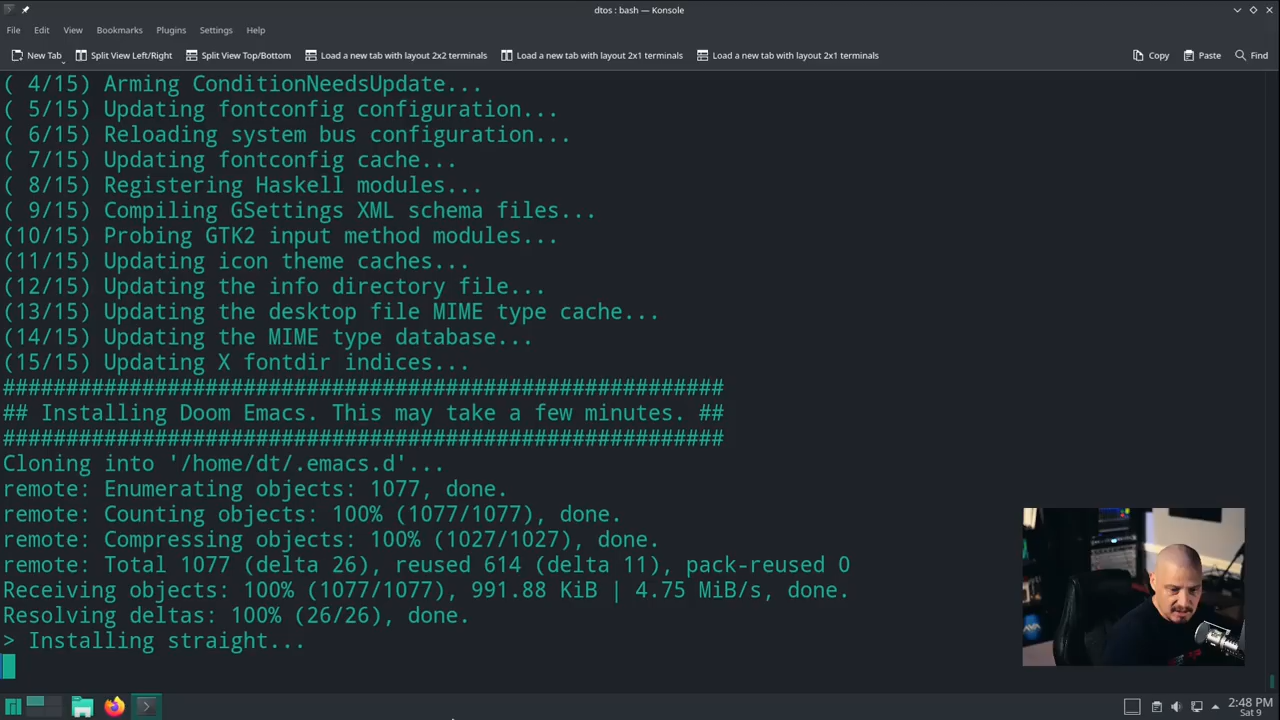 dtos : bash — Konsole
File Edit View Bookmarks Plugins Settings Help
New Tab Split View Left/Right Split View Top/Bottom Load a new tab with layout 2x2 terminals Load a new tab with layout 2x1 terminals Load a new tab with layout 2x1 terminals Copy Paste Find
( 4/15) Arming ConditionNeedsUpdate...
( 5/15) Updating fontconfig configuration...
( 6/15) Reloading system bus configuration...
( 7/15) Updating fontconfig cache...
( 8/15) Registering Haskell modules...
( 9/15) Compiling GSettings XML schema files...
(10/15) Probing GTK2 input method modules...
(11/15) Updating icon theme caches...
(12/15) Updating the info directory file...
(13/15) Updating the desktop file MIME type cache...
(14/15) Updating the MIME type database...
(15/15) Updating X fontdir indices...
#########################################################
## Installing Doom Emacs. This may take a few minutes. ##
#########################################################
Cloning into '/home/dt/.emacs.d'...
remote: Enumerating objects: 1077, done.
remote: Counting objects: 100% (1077/1077), done.
remote: Compressing objects: 100% (1027/1027), done.
remote: Total 1077 (delta 26), reused 614 (delta 11), pack-reused 0
Receiving objects: 100% (1077/1077), 991.88 KiB | 4.75 MiB/s, done.
Resolving deltas: 100% (26/26), done.
> Installing straight...
2:48 PM
Sat 9